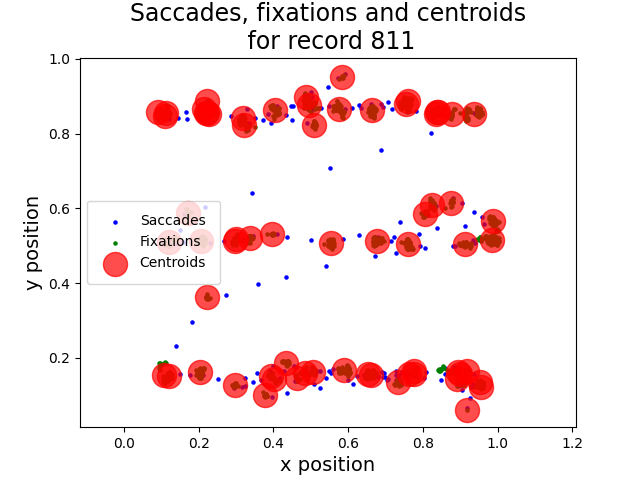 Saccades, fixations and centroids
for record 811
1.0
0.8
0.6
0.4
0.2
y position
Saccades
Fixations
Centroids
0.0 0.2 0.4 0.6 0.8 1.0 1.2
x position